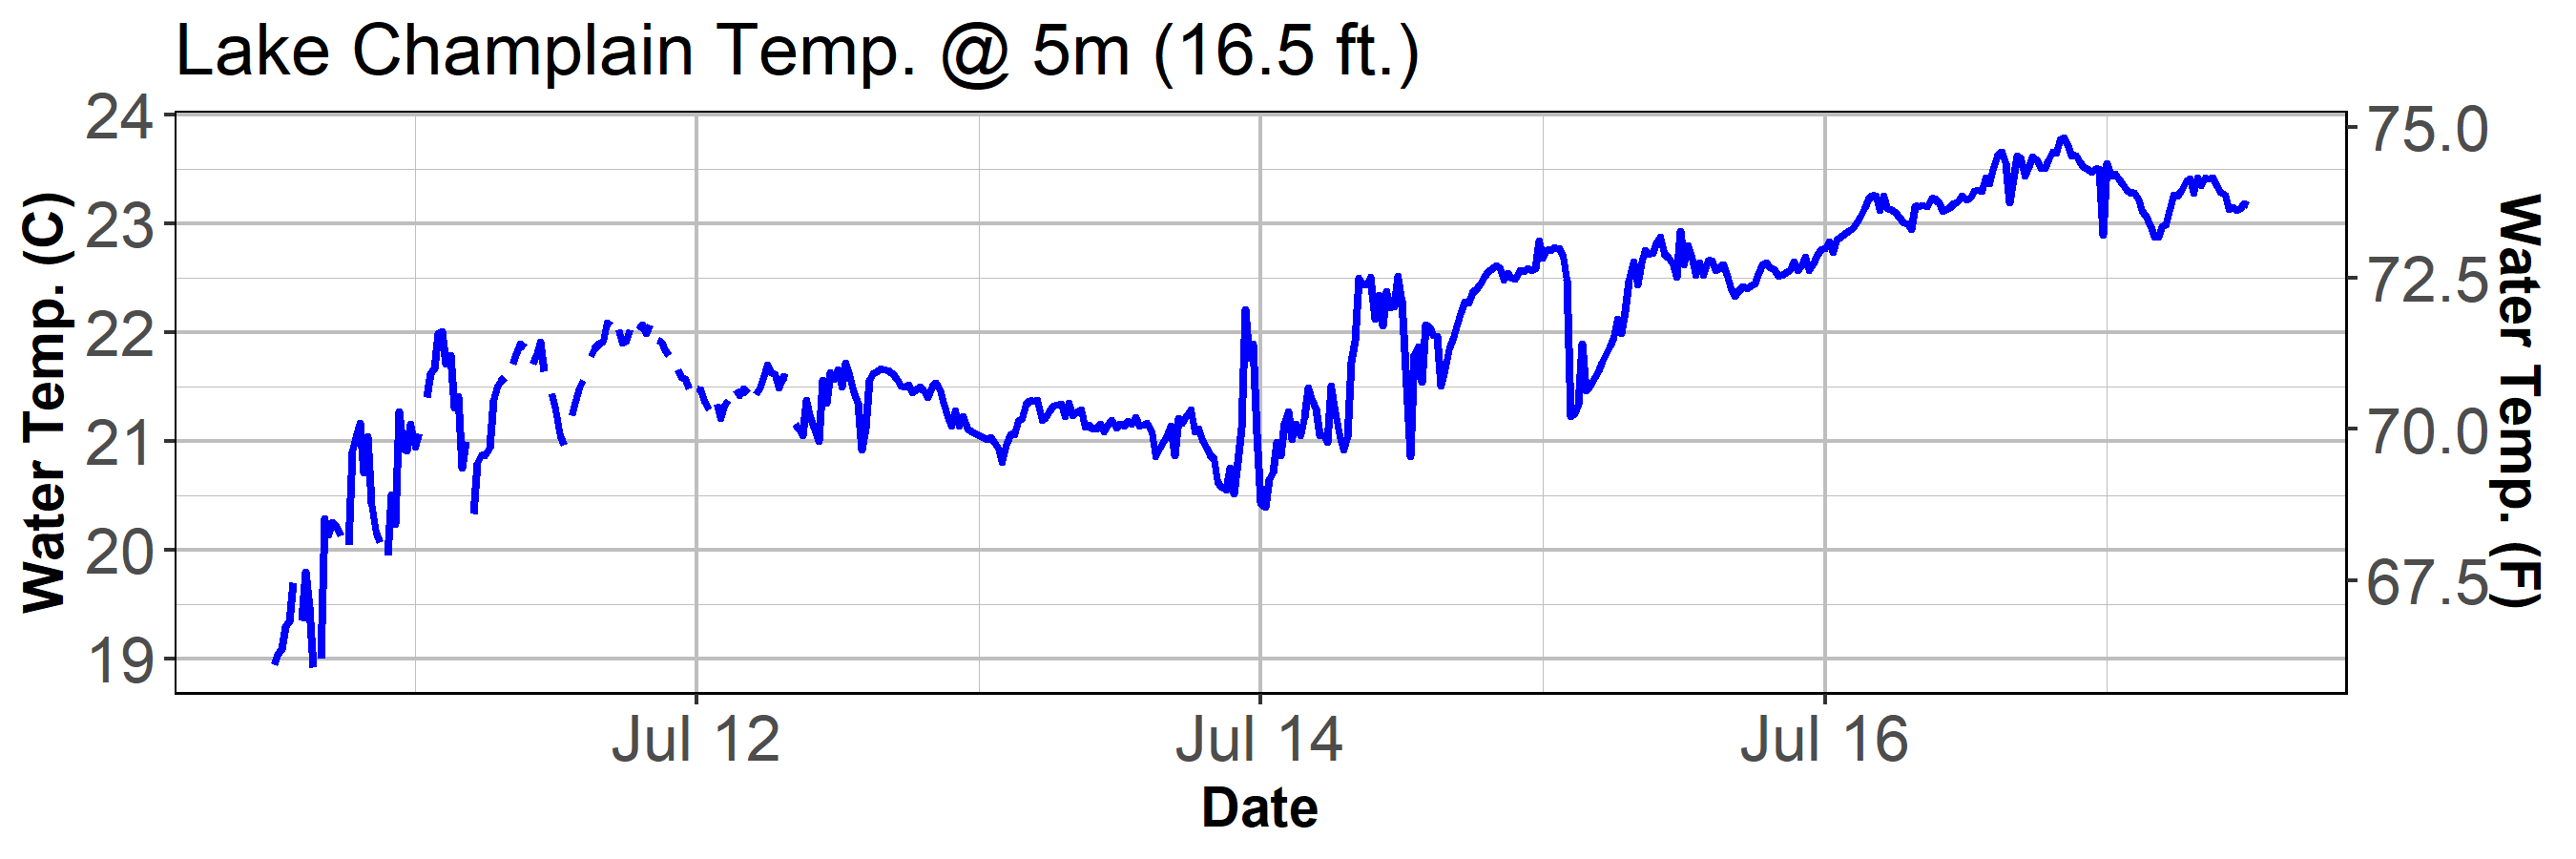 Lake Champlain Temp. @ 5m (16.5 ft.)
Water Temp. (C)
24
23
22
21
20
19
75.0
72.5
70.0
67.5
Water Temp. (F)
Jul 12
Jul 14
Jul 16
Date